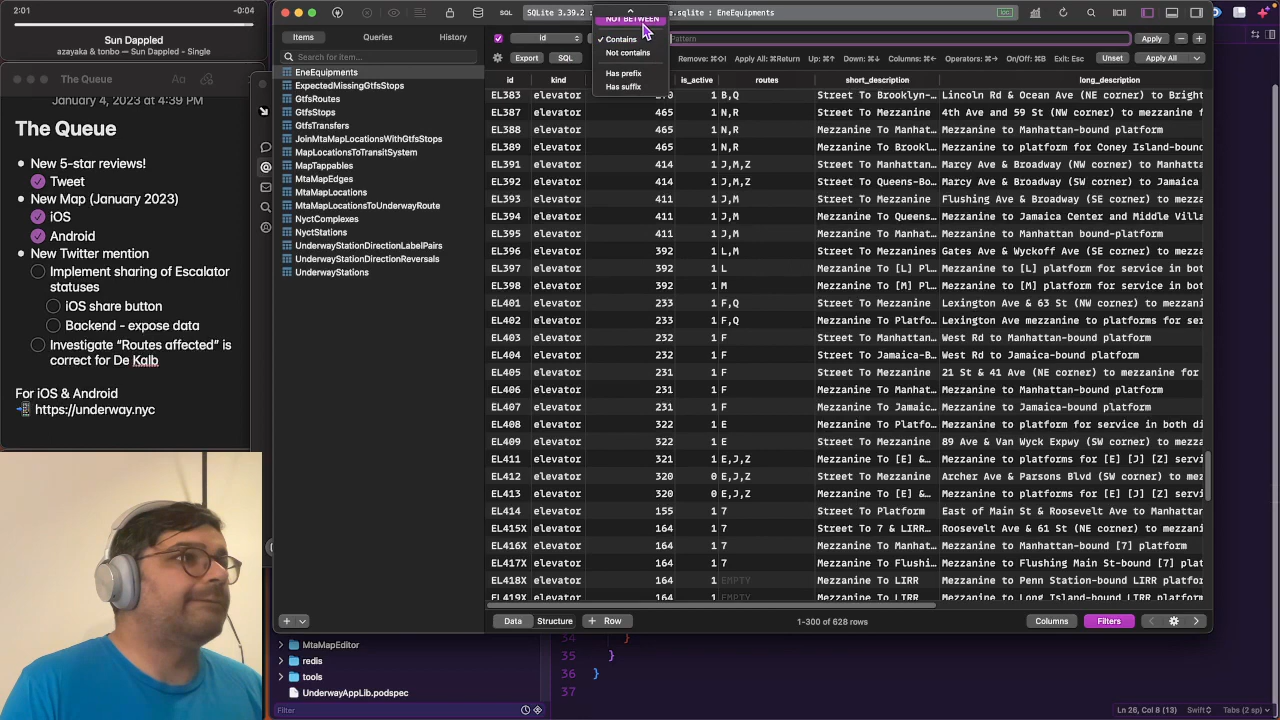 2:01
-0:04
Sun Dappled
azayaka & tonbo — Sun Dappled - Single
The Queue
January 4, 2023 at 4:39 PM
The Queue
New 5-star reviews!
Tweet
New Map (January 2023)
iOS
Android
New Twitter mention
Implement sharing of Escalator
statuses
iOS share button
Backend - expose data
Investigate "Routes affected" is
correct for De Kalb
For iOS & Android
https://underway.nyc
SQLite 3.39.2
.sqlite : EneEquipments
Items
Queries
History
Search for item...
EneEquipments
ExpectedMissingGtfsStops
GtfsRoutes
GtfsStops
GtfsTransfers
JoinMtaMapLocationsWithGtfsStops
MapLocationsToTransitSystem
MapTappables
MtaMapEdges
MtaMapLocations
MtaMapLocationsToUnderwayRoute
NyctComplexes
NyctStations
UnderwayStationDirectionLabelPairs
UnderwayStationDirectionReversals
UnderwayStations
id
NOT BETWEEN
Contains
Not contains
Has prefix
Has suffix
Pattern
Apply
Export
SQL
Remove: ⌘⇧I
Apply All: ⌘Return
Up: ⌘↑
Down: ⌘↓
Columns: ⌘←
Operators: ⌘→
Exit: Esc
Unset
Apply All
id kind is_active routes short_description long_description
EL383 elevator B,Q Street To Brooklyn-… Lincoln Rd & Ocean Ave (NE corner) to Bright
EL387 elevator 465 1 N,R Street To Mezzanine 4th Ave and 59 St (NW corner) to mezzanine f
EL388 elevator 465 1 N,R Mezzanine To Manhat… Mezzanine to Manhattan-bound platform
EL389 elevator 465 1 N,R Mezzanine To Brookl… Mezzanine to platform for Coney Island-bound
EL391 elevator 414 1 J,M,Z Street To Manhattan… Marcy Ave & Broadway (NW corner) to Manhatta
EL392 elevator 414 1 J,M,Z Street To Queens-Bo… Marcy Ave & Broadway (SW corner) to Jamaica
EL393 elevator 411 1 J,M Street To Mezzanine Flushing Ave & Broadway (SE corner) to mezza
EL394 elevator 411 1 J,M Mezzanine To Queens… Mezzanine to Jamaica Center and Middle Villa
EL395 elevator 411 1 J,M Mezzanine To Manhat… Mezzanine to Manhattan-bound platform
EL396 elevator 392 1 L,M Street To Mezzanine Gates Ave & Wyckoff Ave (SE corner) to mezza
EL397 elevator 392 1 L Mezzanine To [L] Pl… Mezzanine to [L] platform for service in bot
EL398 elevator 392 1 M Mezzanine To [M] Pl… Mezzanine to [M] platform for service in bot
EL401 elevator 233 1 F,Q Street To Mezzanine Lexington Ave & 63 St (NW corner) to mezzani
EL402 elevator 233 1 F,Q Mezzanine To Platfo… Lexington Ave mezzanine to platforms for ser
EL403 elevator 232 1 F Street To Manhattan… West Rd to Manhattan-bound platform
EL404 elevator 232 1 F Street To Jamaica-B… West Rd to Jamaica-bound platform
EL405 elevator 231 1 F Street To Mezzanine 21 St & 41 Ave (NE corner) to mezzanine for
EL406 elevator 231 1 F Mezzanine To Manhat… Mezzanine to Manhattan-bound platform
EL407 elevator 231 1 F Mezzanine To Jamaic… Mezzanine to Jamaica-bound platform
EL408 elevator 322 1 E Mezzanine To Platfo… Mezzanine to platform for service in both di
EL409 elevator 322 1 E Street To Mezzanine 89 Ave & Van Wyck Expwy (SW corner) to mezza
EL411 elevator 321 1 E,J,Z Mezzanine To [E] &… Mezzanine to platforms for [E] [J] [Z] servi
EL412 elevator 320 0 E,J,Z Street To Mezzanine Archer Ave & Parsons Blvd (SW corner) to mez
EL413 elevator 320 0 E,J,Z Mezzanine To [E] &… Mezzanine to platforms for [E] [J] [Z] servi
EL414 elevator 155 1 7 Street To Platform East of Main St & Roosevelt Ave to Manhattan
EL415X elevator 164 1 7 Street To 7 & LIRR… Roosevelt Ave & 61 St (NW corner) to mezzani
EL416X elevator 164 1 7 Mezzanine To Manhat… Mezzanine to Manhattan-bound [7] platform
EL417X elevator 164 1 7 Mezzanine To Flushi… Mezzanine to Flushing Main St-bound [7] plat
EL418X elevator 164 1 EMPTY Mezzanine To LIRR Mezzanine to Penn Station-bound LIRR platfor
EL419X elevator 164 1 EMPTY Mezzanine To LIRR Mezzanine to Long Island-bound LIRR platform
Data
Structure
Row
1-300 of 628 rows
Columns
Filters
MtaMapEditor
redis
tools
UnderwayAppLib.podspec
Filter
34 }
35 }
36 }
37
Ln 26, Col 8 (13)
Swift
Tabs (2 sp)